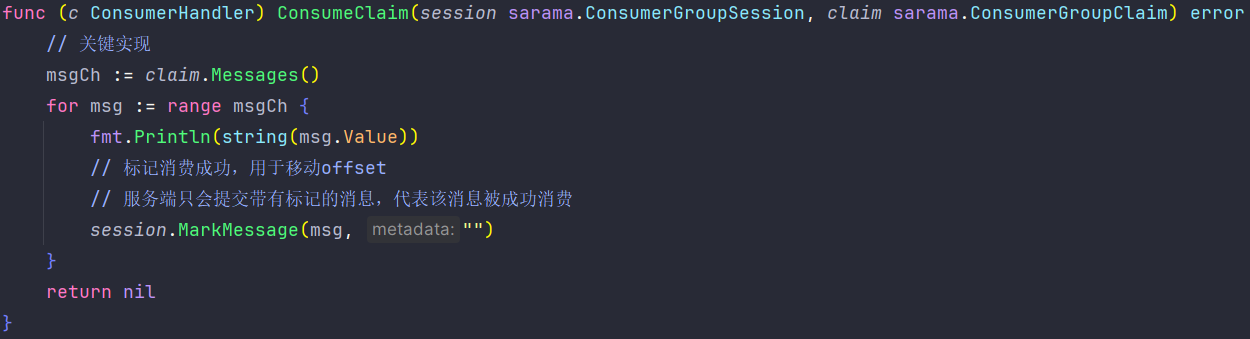 func (c ConsumerHandler) ConsumeClaim(session sarama.ConsumerGroupSession, claim sarama.ConsumerGroupClaim) error
// 关键实现
msgCh := claim.Messages()
for msg := range msgCh {
fmt.Println(string(msg.Value))
// 标记消费成功，用于移动offset
// 服务端只会提交带有标记的消息，代表该消息被成功消费
session.MarkMessage(msg, metadata: "")
}
return nil
}